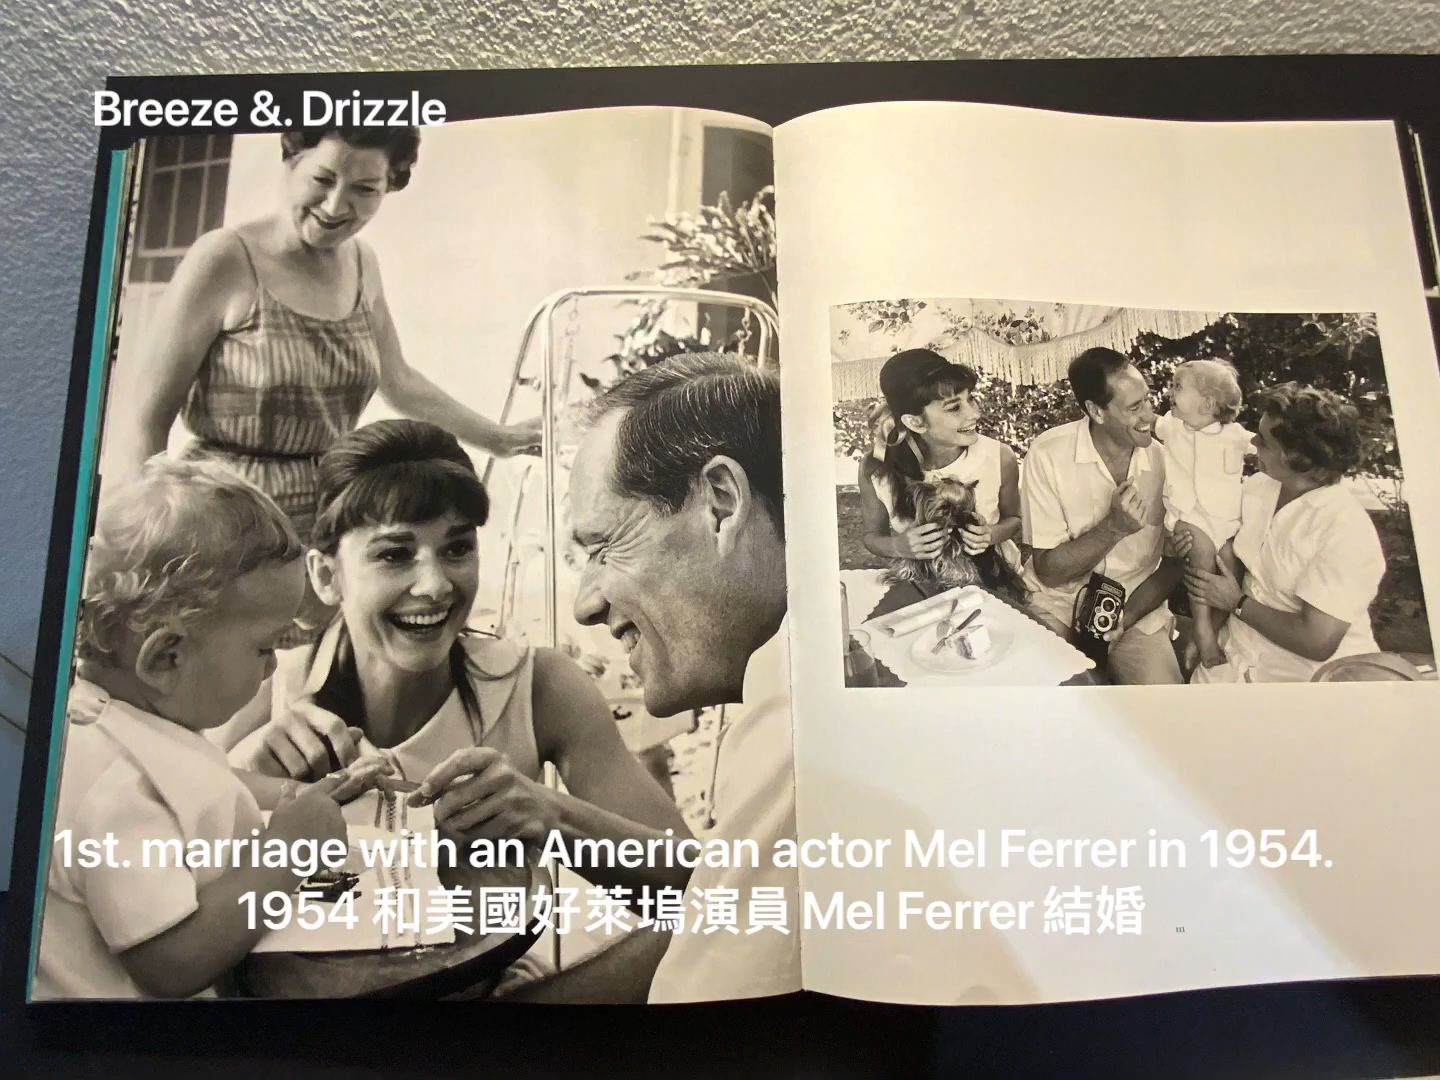 Breeze &. Drizzle
1st. marriage with an American actor Mel Ferrer in 1954.
1954 和美國好萊塢演員 Mel Ferrer 結婚
111